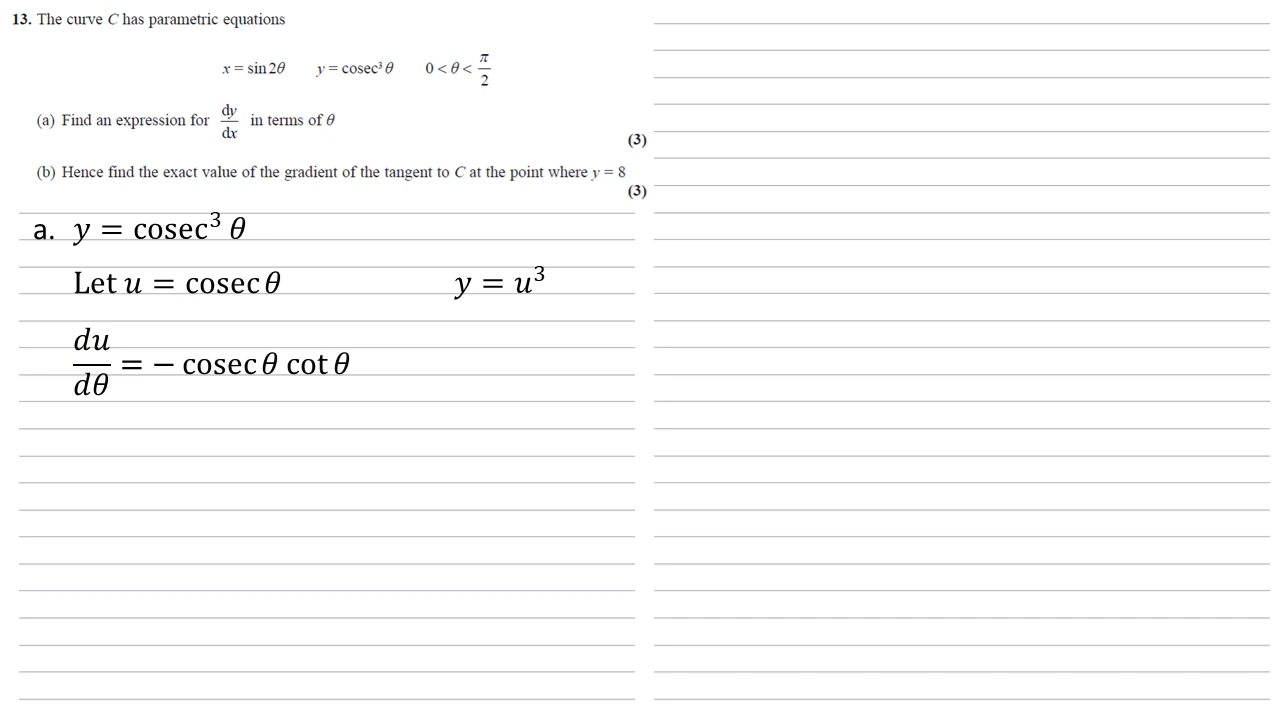 13. The curve C has parametric equations
x = sin 2θ y = cosec³ θ 0 < θ < π/2
(a) Find an expression for dy/dx in terms of θ
(3)
(b) Hence find the exact value of the gradient of the tangent to C at the point where y = 8
(3)
a. y = cosec³ θ
Let u = cosec θ y = u³
du/dθ = − cosec θ cot θ